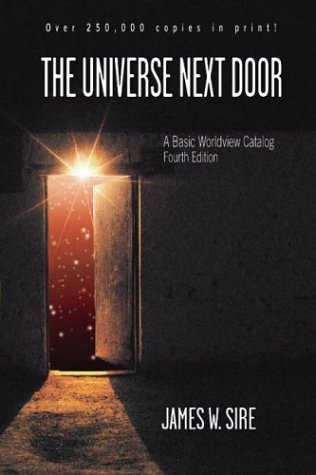 Over 250,000 copies in print!
THE UNIVERSE NEXT DOOR
A Basic Worldview Catalog
Fourth Edition
JAMES W. SIRE